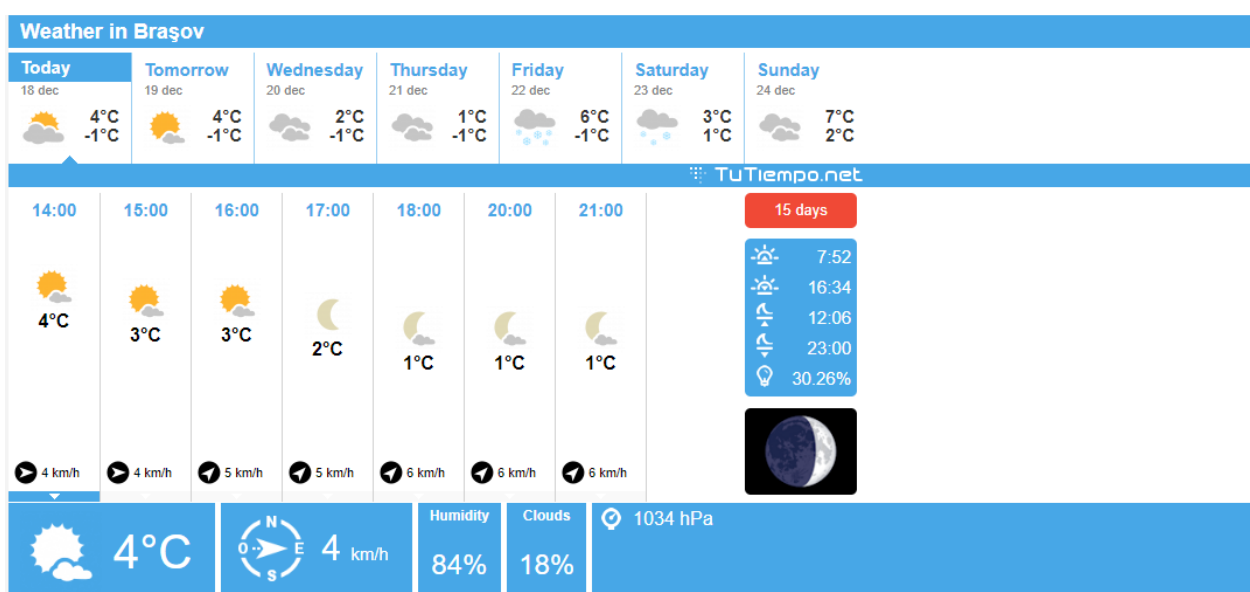 Weather in Braşov
Today Tomorrow Wednesday Thursday Friday Saturday Sunday
18 dec 19 dec 20 dec 21 dec 22 dec 23 dec 24 dec
4°C 4°C 2°C 1°C 6°C 3°C 7°C
-1°C -1°C -1°C -1°C -1°C 1°C 2°C
TuTiempo.net
14:00 15:00 16:00 17:00 18:00 20:00 21:00
4°C 3°C 3°C 2°C 1°C 1°C 1°C
4 km/h 4 km/h 5 km/h 5 km/h 6 km/h 6 km/h 6 km/h
15 days
7:52
16:34
12:06
23:00
30.26%
4°C
N
O E
S
4 km/h
Humidity
84%
Clouds
18%
1034 hPa